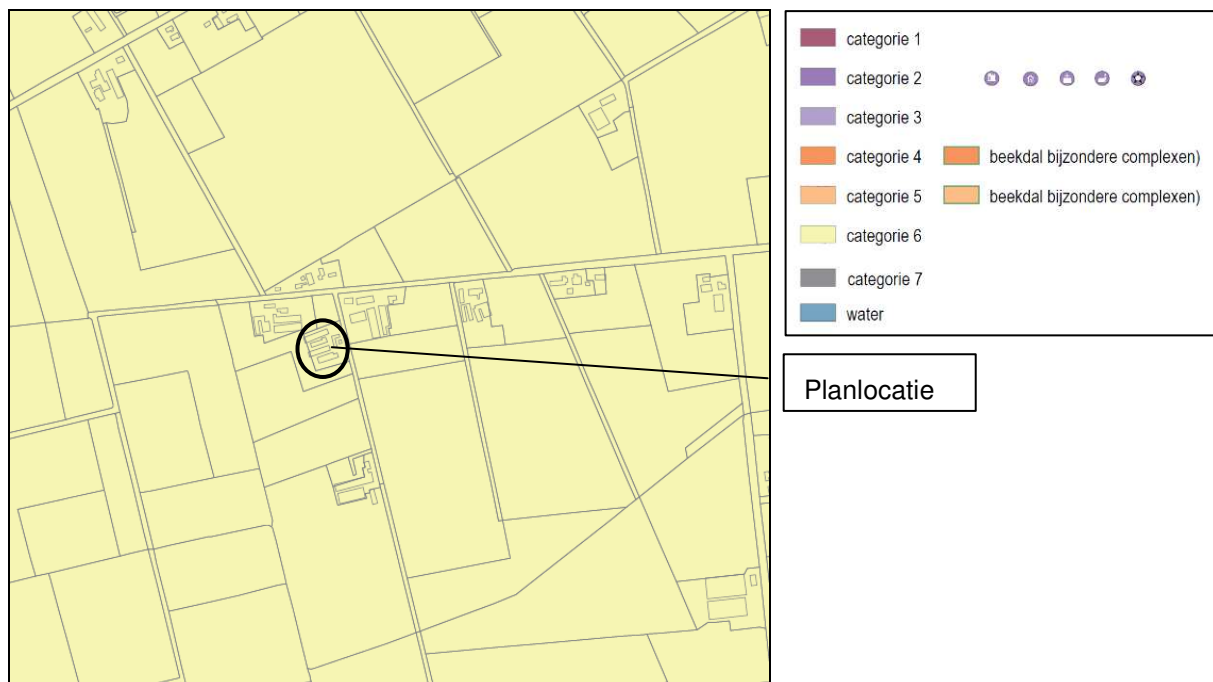 categorie 1
categorie 2
categorie 3
categorie 4 beekdal bijzondere complexen)
categorie 5 beekdal bijzondere complexen)
categorie 6
categorie 7
water
Planlocatie